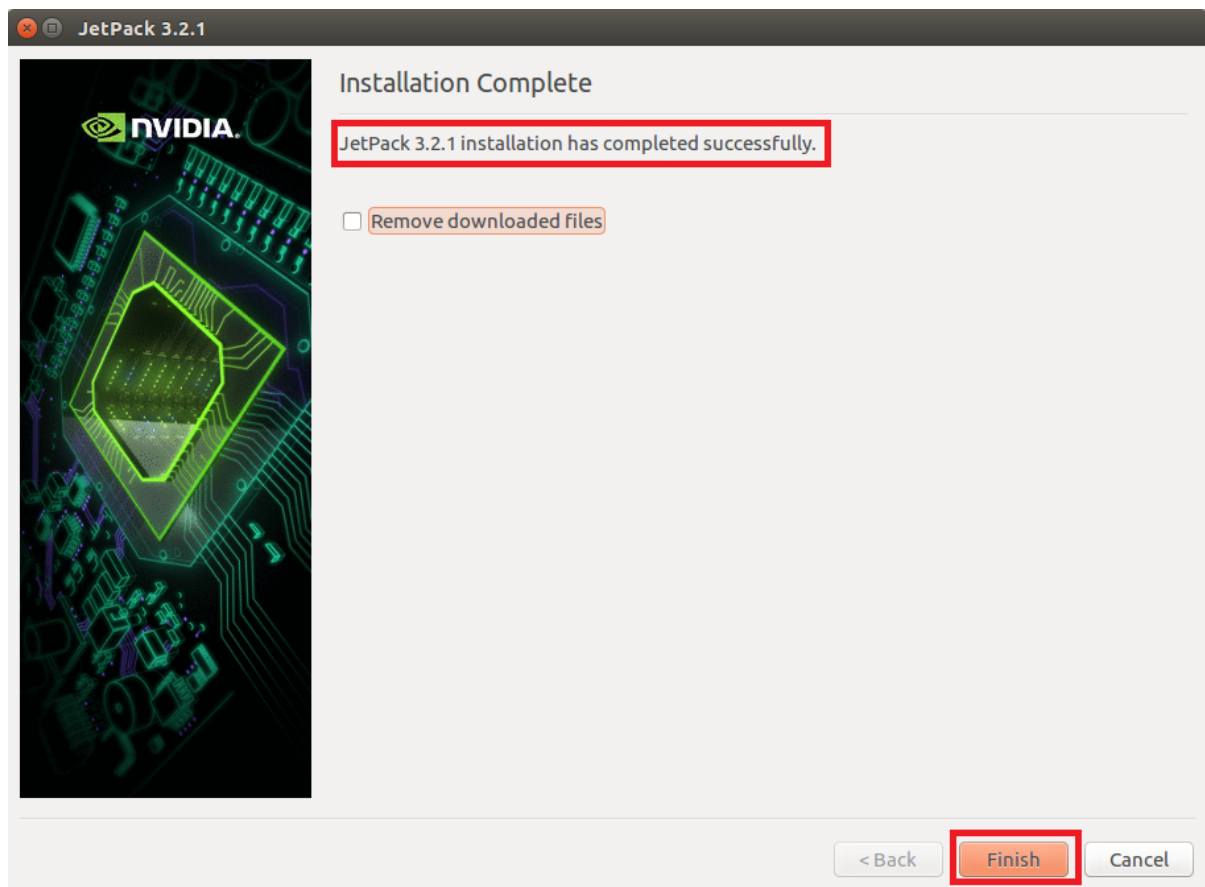 JetPack 3.2.1
NVIDIA.
Installation Complete
JetPack 3.2.1 installation has completed successfully.
Remove downloaded files
< Back Finish Cancel